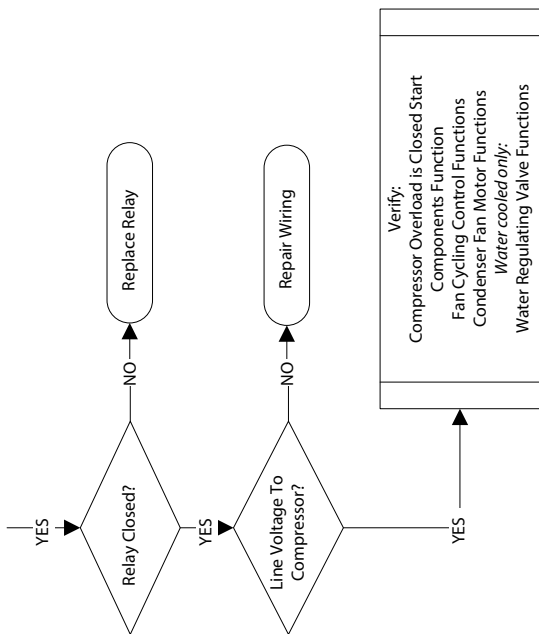 YES
Relay Closed?
NO
Replace Relay
YES
Line Voltage To
Compressor?
NO
Repair Wiring
YES
Verify:
Compressor Overload is Closed Start
Components Function
Fan Cycling Control Functions
Condenser Fan Motor Functions
Water cooled only:
Water Regulating Valve Functions